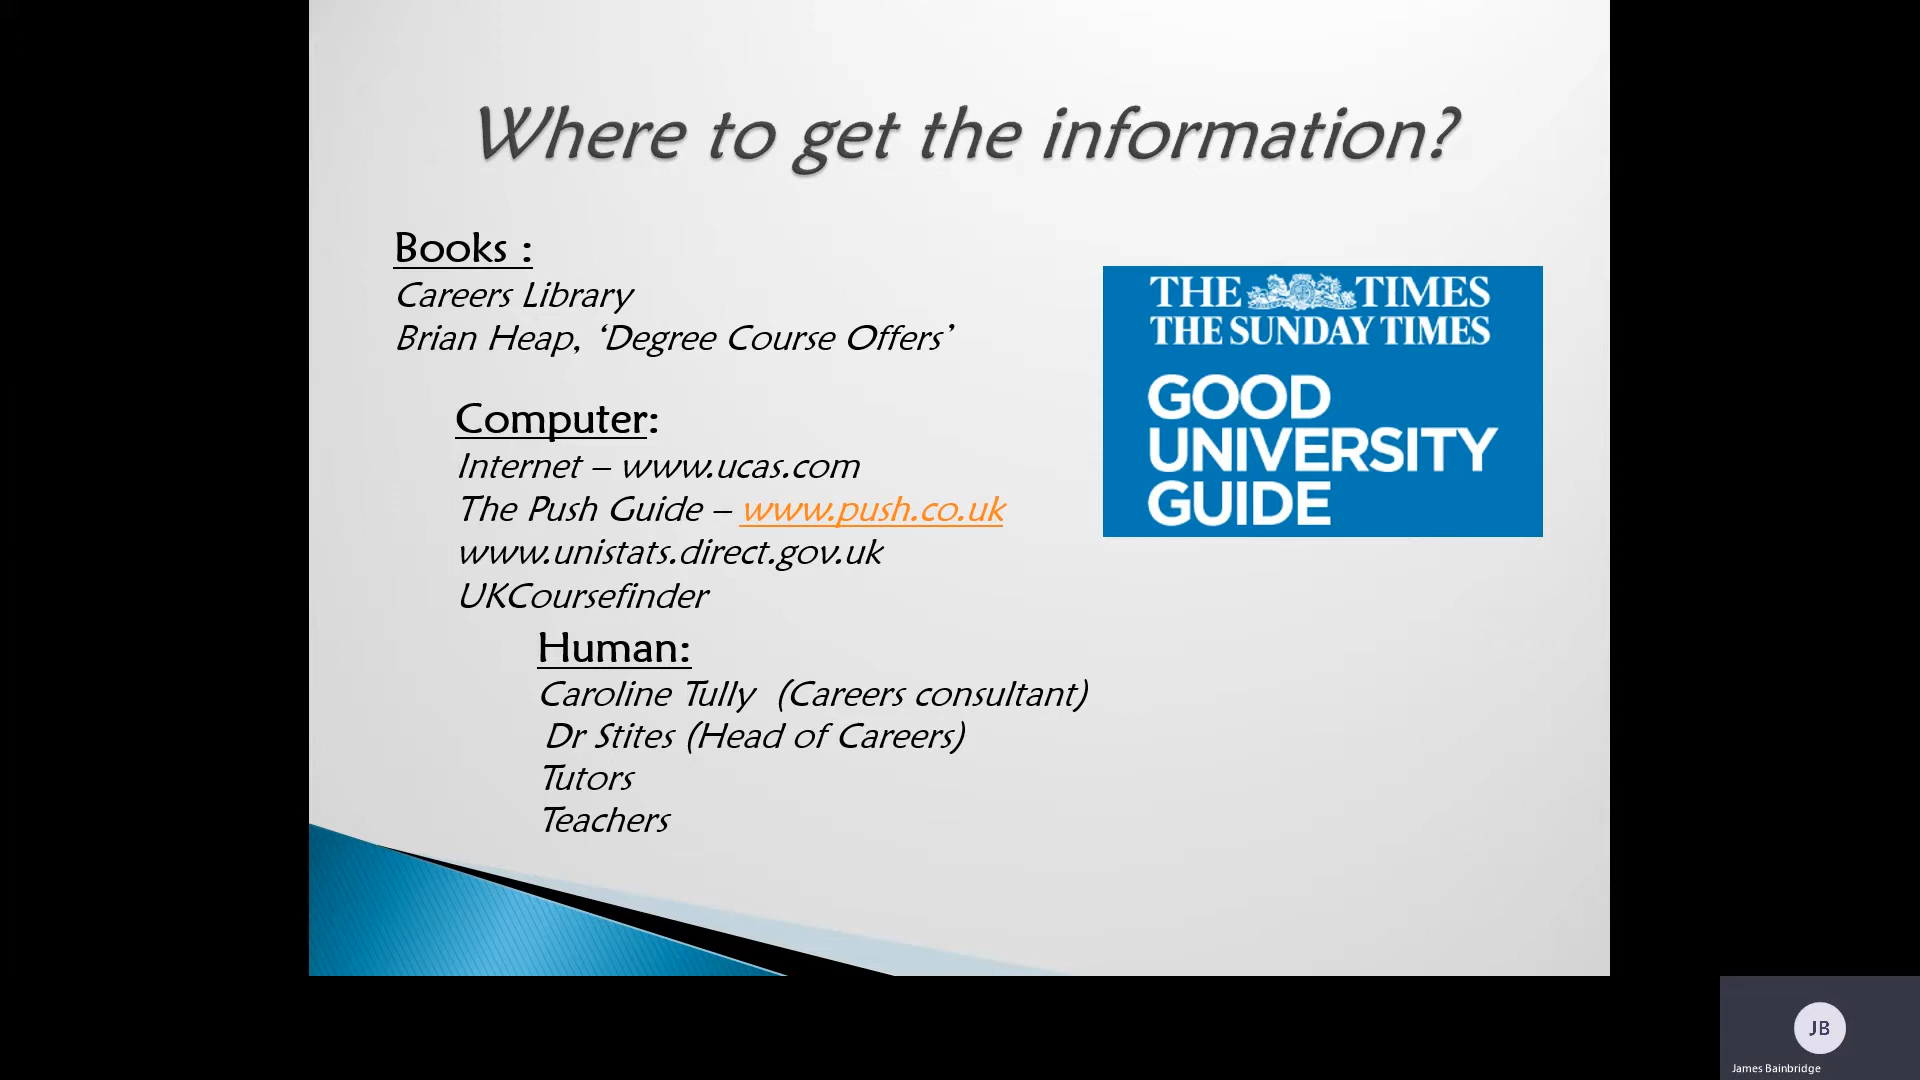 Where to get the information?
Books :
Careers Library
Brian Heap, ‘Degree Course Offers’
THE TIMES
THE SUNDAY TIMES
GOOD
UNIVERSITY
GUIDE
Computer:
Internet – www.ucas.com
The Push Guide – www.push.co.uk
www.unistats.direct.gov.uk
UKCoursefinder
Human:
Caroline Tully (Careers consultant)
Dr Stites (Head of Careers)
Tutors
Teachers
JB
James Bainbridge